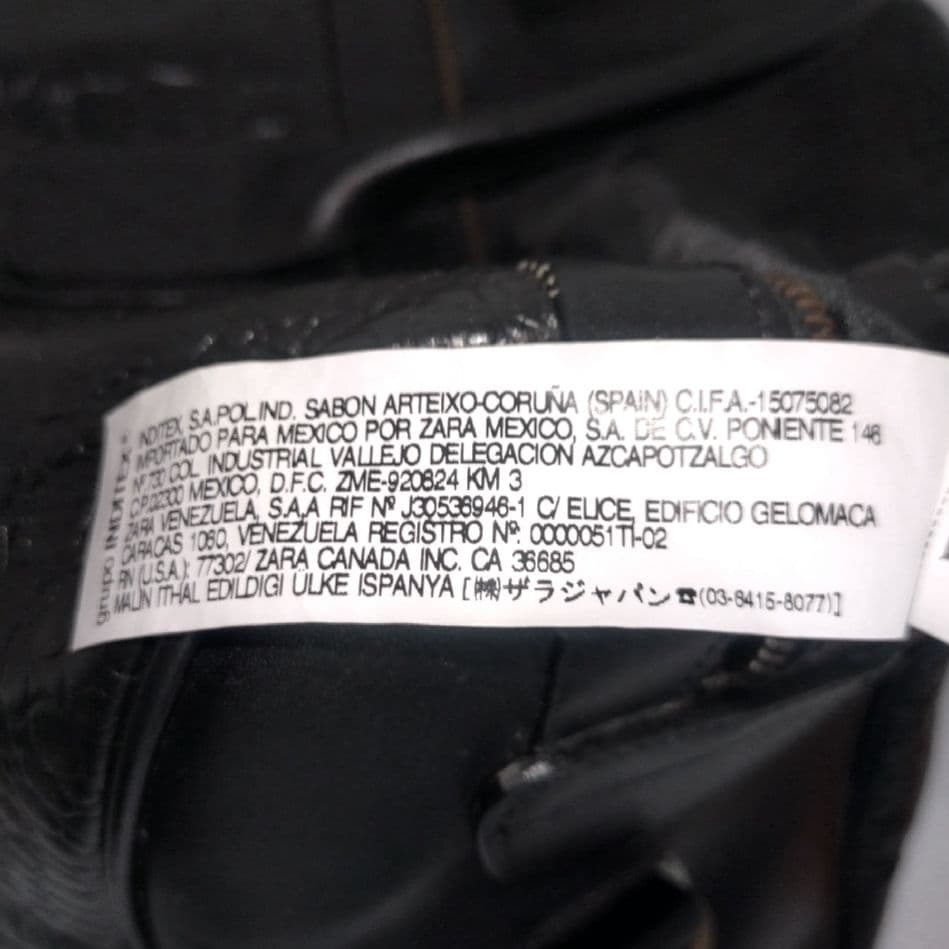 grupo INDITEX
INDITEX, S.A.POL.IND. SABON ARTEIXO-CORUÑA (SPAIN) C.I.F.A.-15075082
IMPORTADO PARA MEXICO POR ZARA MEXICO, S.A. DE C.V. PONIENTE 146
Nº 730 COL. INDUSTRIAL VALLEJO DELEGACION AZCAPOTZALGO
C.P.02300 MEXICO, D.F.C. ZME-920824 KM 3
ZARA VENEZUELA, S.A,A RIF Nº J30538946-1 C/ ELICE, EDIFICIO GELOMACA
CARACAS 1060, VENEZUELA REGISTRO Nº: 0000051TI-02
RN (U.S.A.): 77302/ ZARA CANADA INC. CA 36685
MALIN ITHAL EDILDIGI ULKE ISPANYA [㈱ザラジャパン☎(03-6415-8077)]